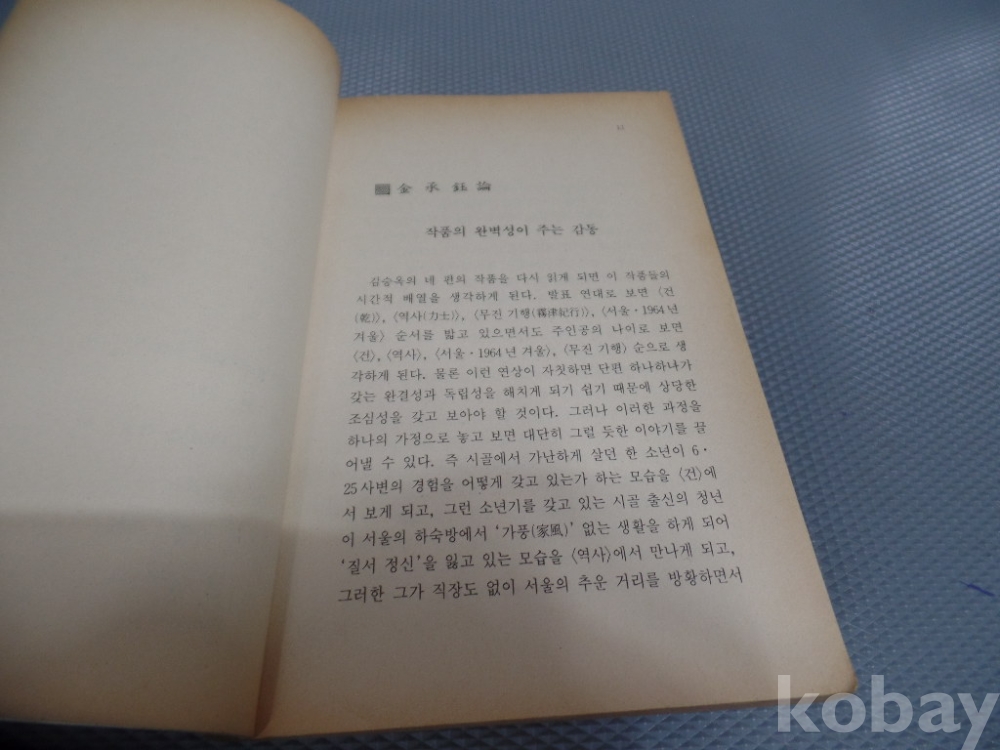 11
金承鈺論
작품의 완벽성이 주는 감동
김승옥의 네 편의 작품을 다시 읽게 되면 이 작품들의
시간적 배열을 생각하게 된다. 발표 연대로 보면 〈건
(乾)〉, 〈역사(力士)〉, 〈무진 기행(霧津紀行)〉, 〈서울·1964년
겨울〉 순서를 밟고 있으면서도 주인공의 나이로 보면
〈건〉, 〈역사〉, 〈서울·1964년 겨울〉, 〈무진 기행〉 순으로 생
각하게 된다. 물론 이런 연상이 자칫하면 단편 하나하나가
갖는 완결성과 독립성을 해치게 되기 쉽기 때문에 상당한
조심성을 갖고 보아야 할 것이다. 그러나 이러한 과정을
하나의 가정으로 놓고 보면 대단히 그럴 듯한 이야기를 끌
어낼 수 있다. 즉 시골에서 가난하게 살던 한 소년이 6·
25사변의 경험을 어떻게 갖고 있는가 하는 모습을 〈건〉에
서 보게 되고, 그런 소년기를 갖고 있는 시골 출신의 청년
이 서울의 하숙방에서 '가풍(家風)' 없는 생활을 하게 되어
'질서 정신'을 잃고 있는 모습을 〈역사〉에서 만나게 되고,
그러한 그가 직장도 없이 서울의 추운 거리를 방황하면서
kobay